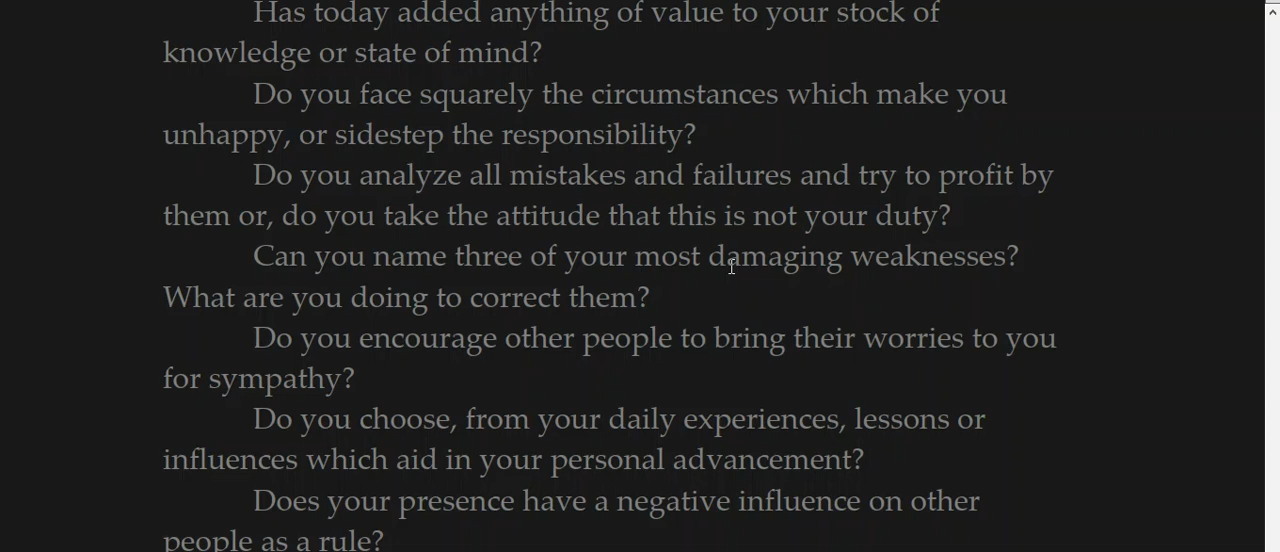 Has today added anything of value to your stock of
knowledge or state of mind?
Do you face squarely the circumstances which make you
unhappy, or sidestep the responsibility?
Do you analyze all mistakes and failures and try to profit by
them or, do you take the attitude that this is not your duty?
Can you name three of your most damaging weaknesses?
What are you doing to correct them?
Do you encourage other people to bring their worries to you
for sympathy?
Do you choose, from your daily experiences, lessons or
influences which aid in your personal advancement?
Does your presence have a negative influence on other
people as a rule?